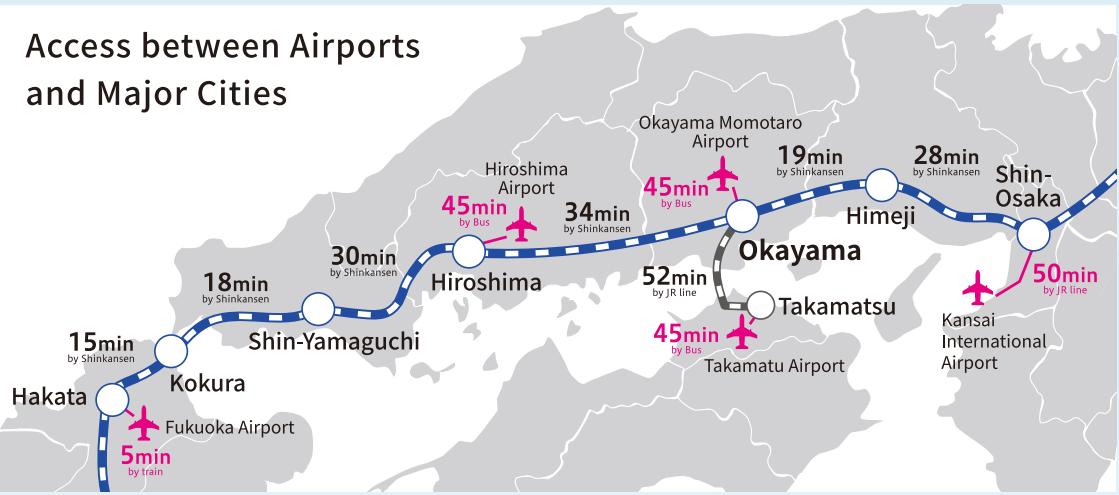 Access between Airports
and Major Cities
Okayama Momotaro
Airport
19min
by Shinkansen
28min
by Shinkansen
Shin-
Osaka
Hiroshima
Airport
45min
by Bus
45min
by Bus
34min
by Shinkansen
Himeji
30min
by Shinkansen
Okayama
Hiroshima
18min
by Shinkansen
52min
by JR line
50min
by JR line
Takamatsu
Shin-Yamaguchi
45min
by Bus
Kansai
International
Airport
15min
by Shinkansen
Takamatu Airport
Kokura
Hakata
Fukuoka Airport
5min
by train